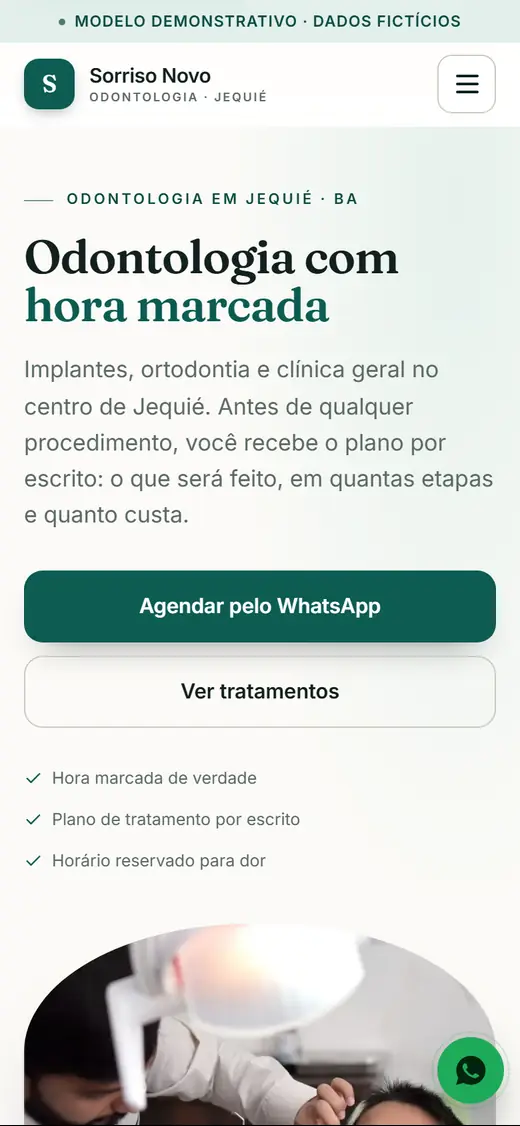 MODELO DEMONSTRATIVO · DADOS FICTÍCIOS
S
Sorriso Novo
ODONTOLOGIA · JEQUIÉ
ODONTOLOGIA EM JEQUIÉ · BA
Odontologia com
hora marcada
Implantes, ortodontia e clínica geral no
centro de Jequié. Antes de qualquer
procedimento, você recebe o plano por
escrito: o que será feito, em quantas etapas
e quanto custa.
Agendar pelo WhatsApp
Ver tratamentos
Hora marcada de verdade
Plano de tratamento por escrito
Horário reservado para dor